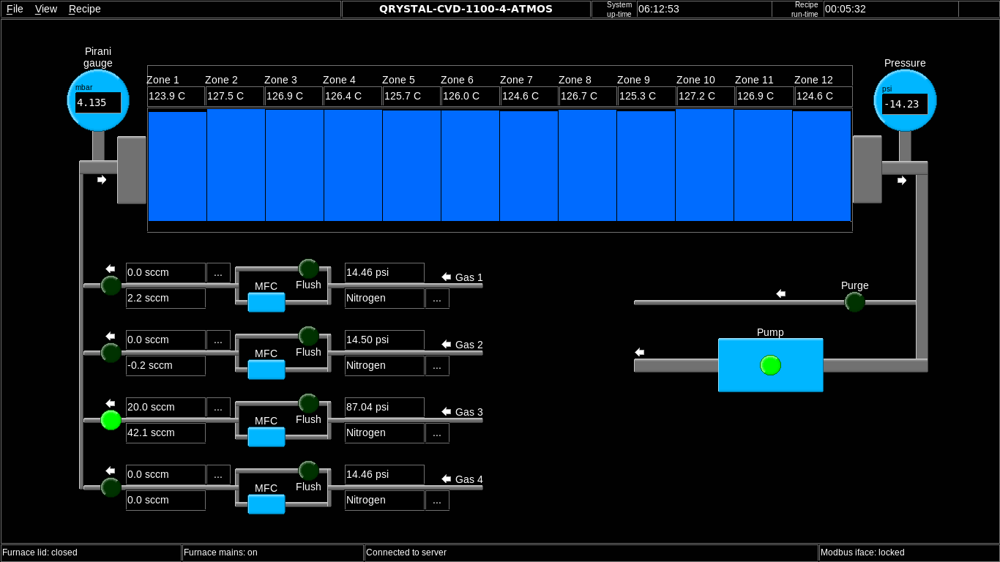 File View Recipe QRYSTAL-CVD-1100-4-ATMOS System up-time 06:12:53 Recipe run-time 00:05:32
Pirani
gauge
mbar
4.135
Pressure
psi
-14.23
Zone 1 Zone 2 Zone 3 Zone 4 Zone 5 Zone 6 Zone 7 Zone 8 Zone 9 Zone 10 Zone 11 Zone 12
123.9 C 127.5 C 126.9 C 126.4 C 125.7 C 126.0 C 124.6 C 126.7 C 125.3 C 127.2 C 126.9 C 124.6 C
0.0 sccm ... 14.46 psi Gas 1
MFC Flush
2.2 sccm Nitrogen ...
0.0 sccm ... 14.50 psi Gas 2
MFC Flush
-0.2 sccm Nitrogen ...
20.0 sccm ... 87.04 psi Gas 3
MFC Flush
42.1 sccm Nitrogen ...
0.0 sccm ... 14.46 psi Gas 4
MFC Flush
0.0 sccm Nitrogen ...
Purge
Pump
Furnace lid: closed Furnace mains: on Connected to server Modbus iface: locked